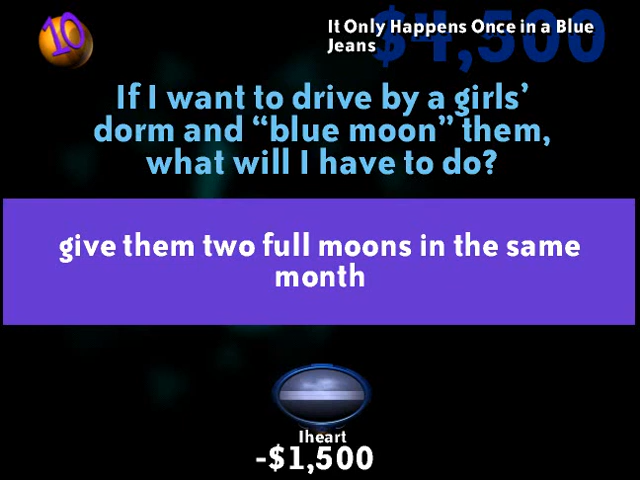 10
It Only Happens Once in a Blue
Jeans
$4,500
If I want to drive by a girls’
dorm and “blue moon” them,
what will I have to do?
give them two full moons in the same
month
Iheart
-$1,500